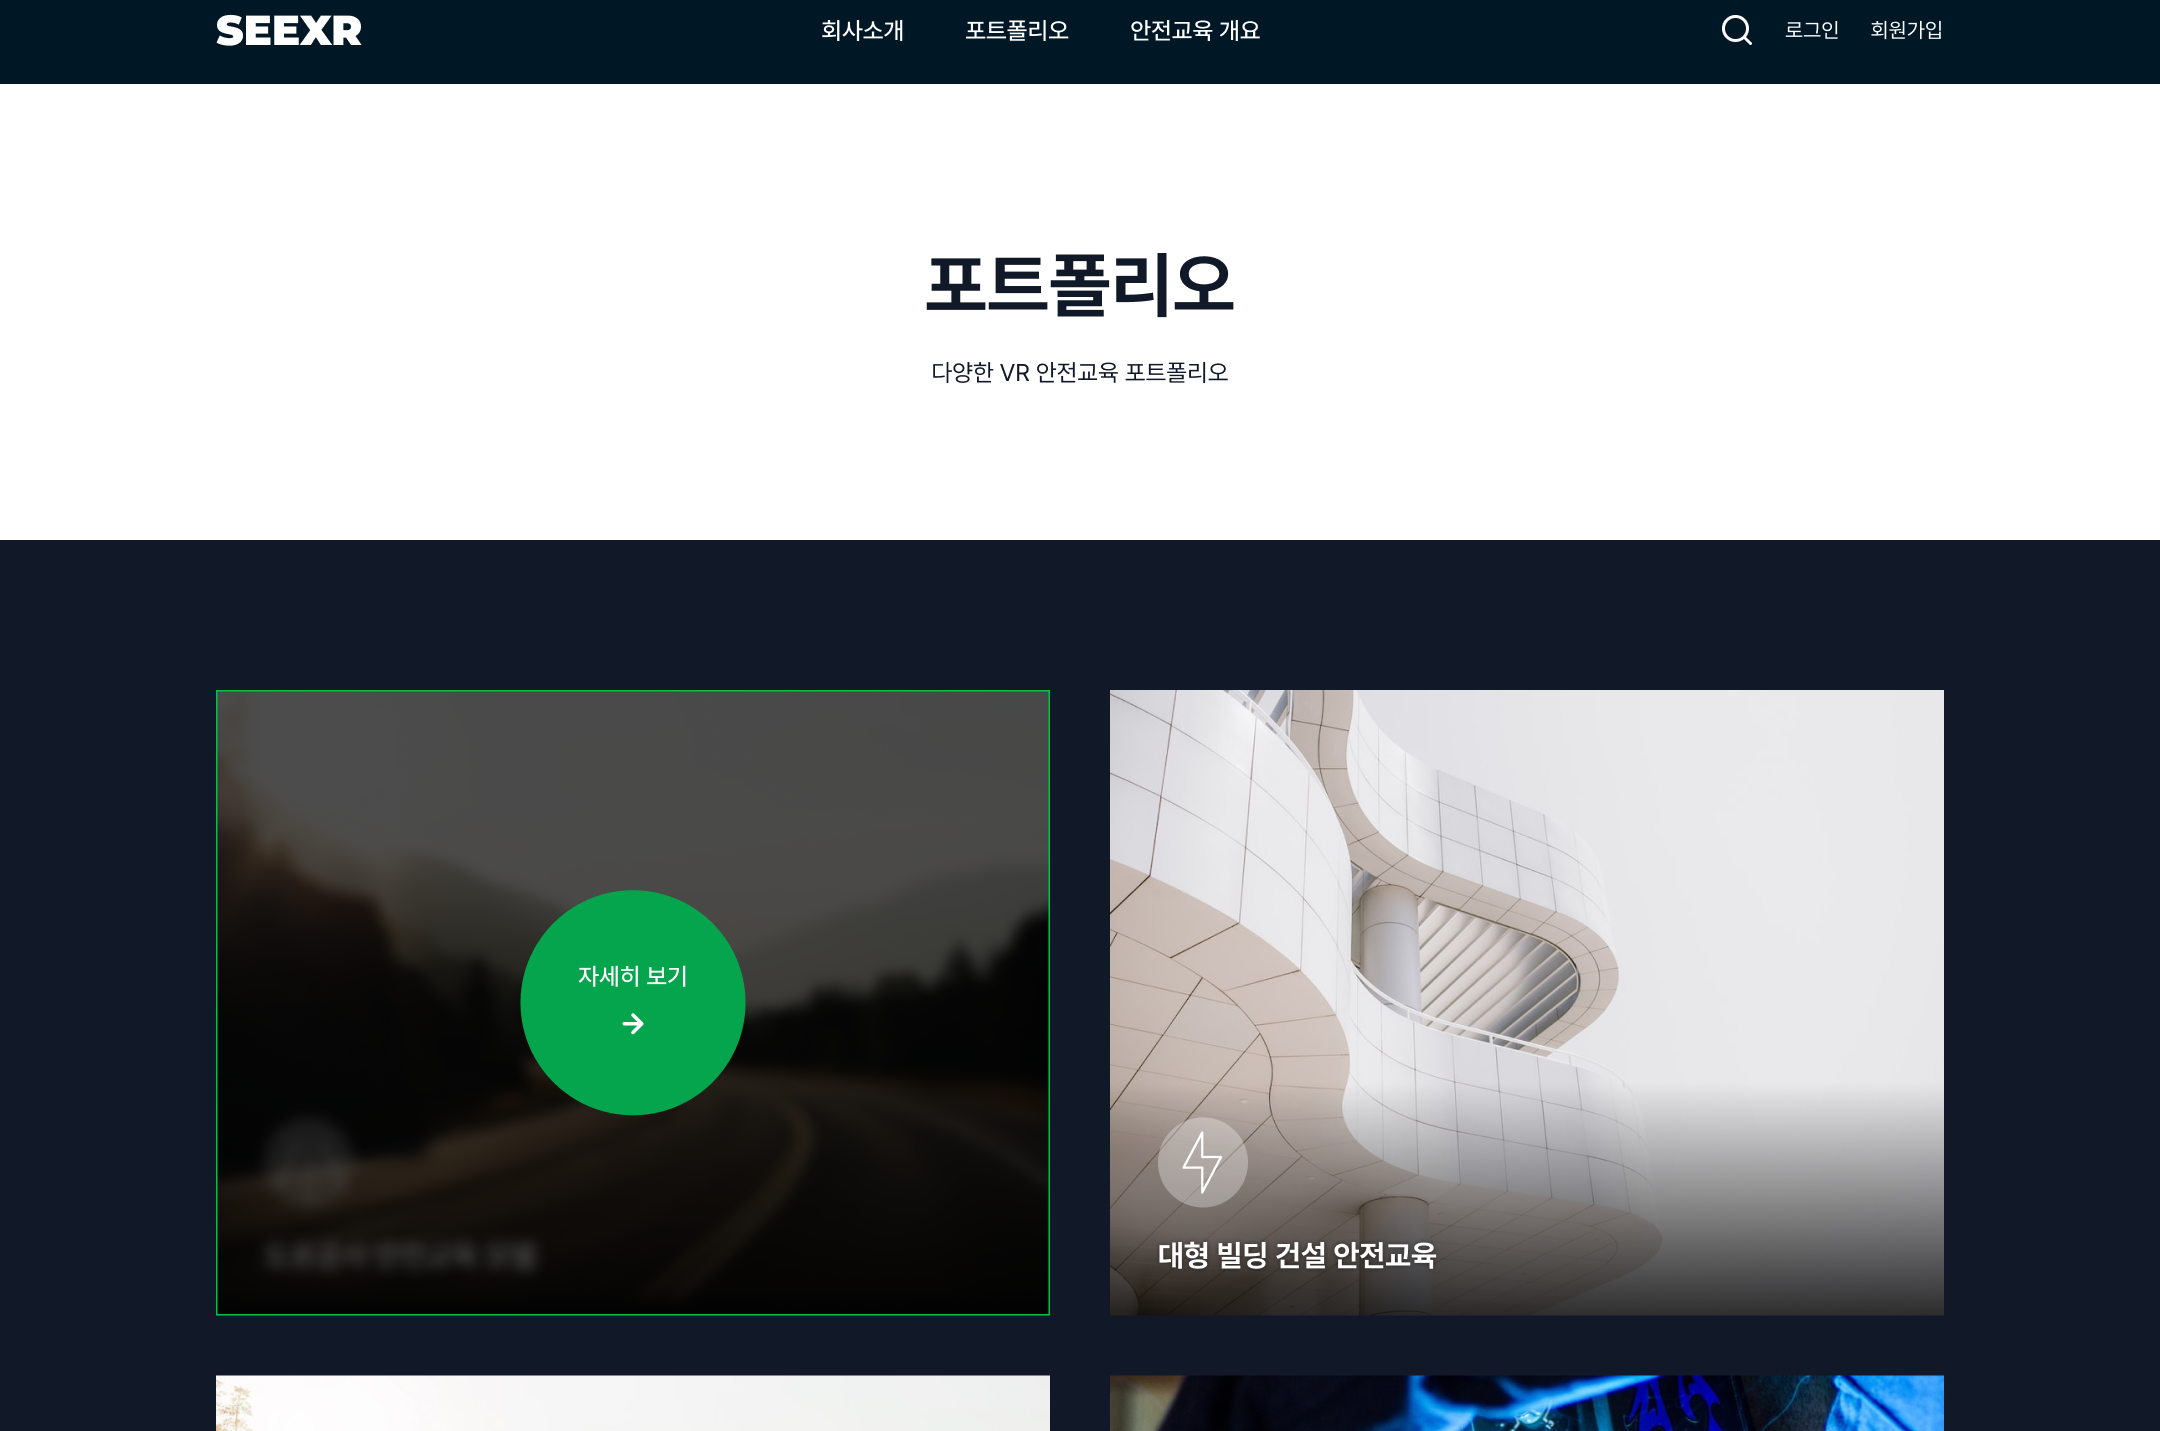 SEEXR
회사소개
포트폴리오
안전교육 개요
로그인
회원가입
포트폴리오
다양한 VR 안전교육 포트폴리오
자세히 보기
대형 빌딩 건설 안전교육